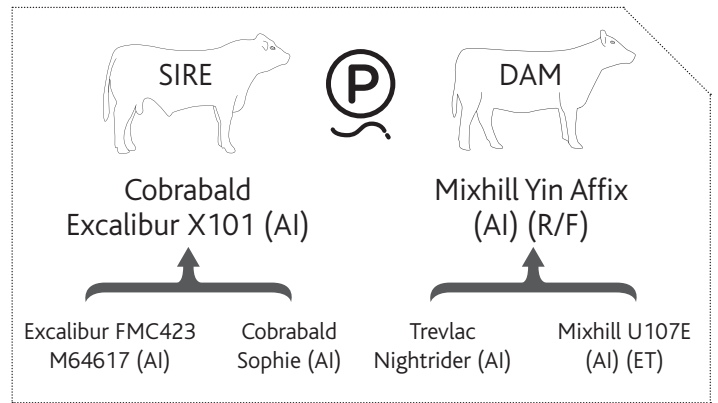 SIRE
P
DAM
Cobrabald
Excalibur X101 (AI)
Mixhill Yin Affix
(AI) (R/F)
Excalibur FMC423
M64617 (AI)
Cobrabald
Sophie (AI)
Trevlac
Nightrider (AI)
Mixhill U107E
(AI) (ET)